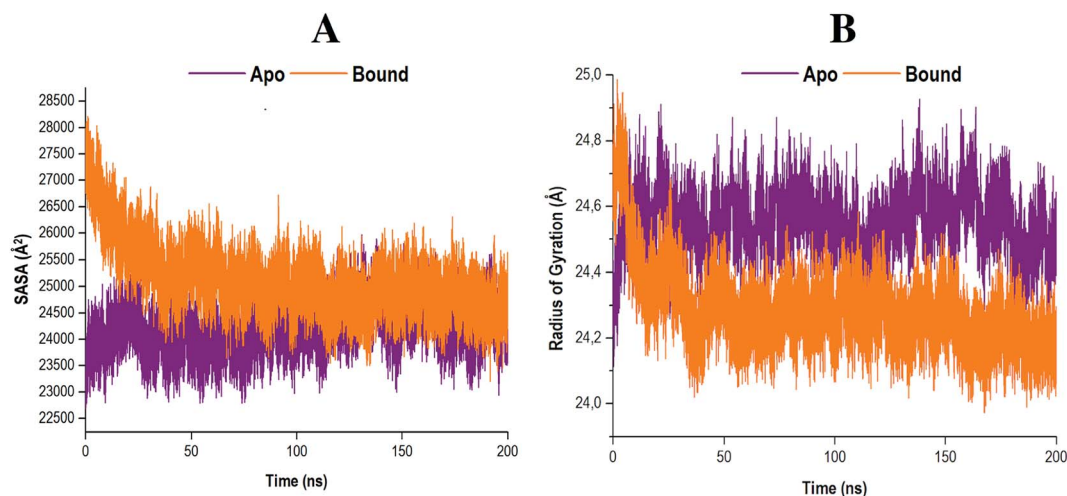 A
Apo Bound
28500
28000
27500
27000
26500
26000
25500
25000
24500
24000
23500
23000
22500
SASA (Å²)
0 50 100 150 200
Time (ns)
B
Apo Bound
25,0
24,8
24,6
24,4
24,2
24,0
Radius of Gyration (Å)
0 50 100 150 200
Time (ns)